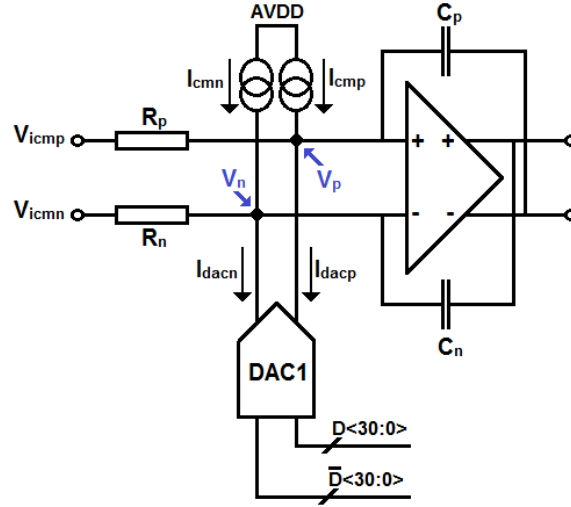 AVDD
Cp
Icmn
Icmp
Rp
Vicmp
+ +
Vn
Vp
Vicmn
- -
Rn
Idacn
Idacp
Cn
DAC1
D<30:0>
D̅<30:0>